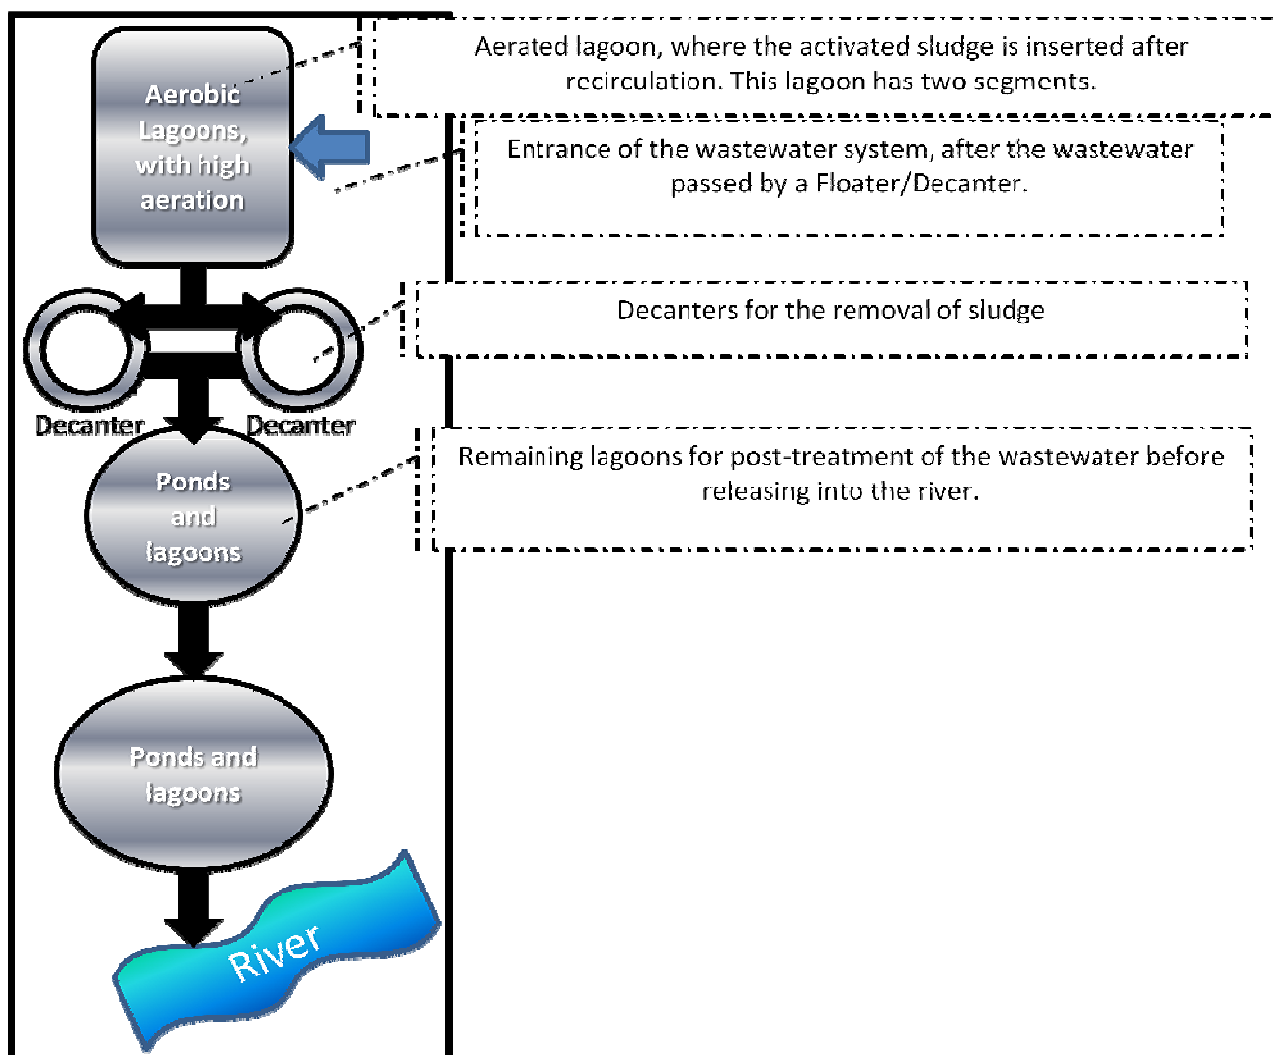 Aerobic
Lagoons,
with high
aeration
Aerated lagoon, where the activated sludge is inserted after
recirculation. This lagoon has two segments.
Entrance of the wastewater system, after the wastewater
passed by a Floater/Decanter.
Decanters for the removal of sludge
Decanter
Decanter
Remaining lagoons for post-treatment of the wastewater before
releasing into the river.
Ponds
and
lagoons
Ponds and
lagoons
River